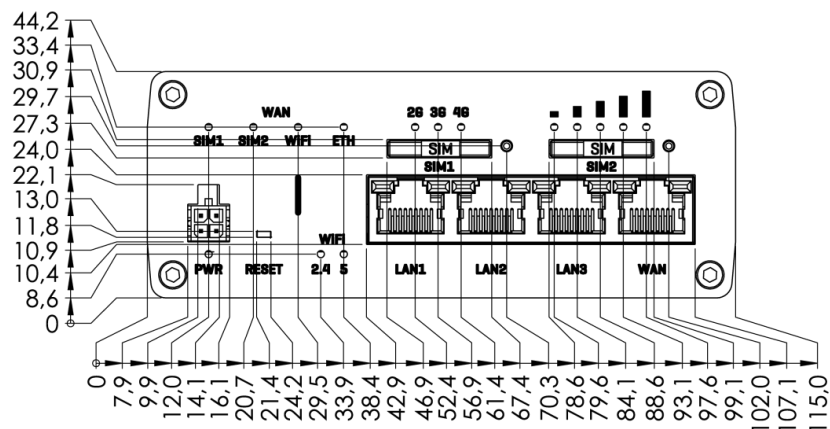 44,2
33,4
30,9
29,7
27,3
24,0
22,1
13,0
11,8
10,9
10,4
8,6
0
WAN
2G 3G 4G
SIM1 SIM2 WiFi ETH
SIM SIM
SIM1 SIM2
WiFi
PWR RESET 2.4 5 LAN1 LAN2 LAN3 WAN
0 7,9 9,9 12,0 14,1 16,1 20,7 21,4 24,2 29,5 33,9 38,4 42,9 46,9 52,4 56,9 61,4 67,4 70,3 78,6 79,6 84,1 88,6 93,1 97,6 99,1 102,0 107,1 115,0